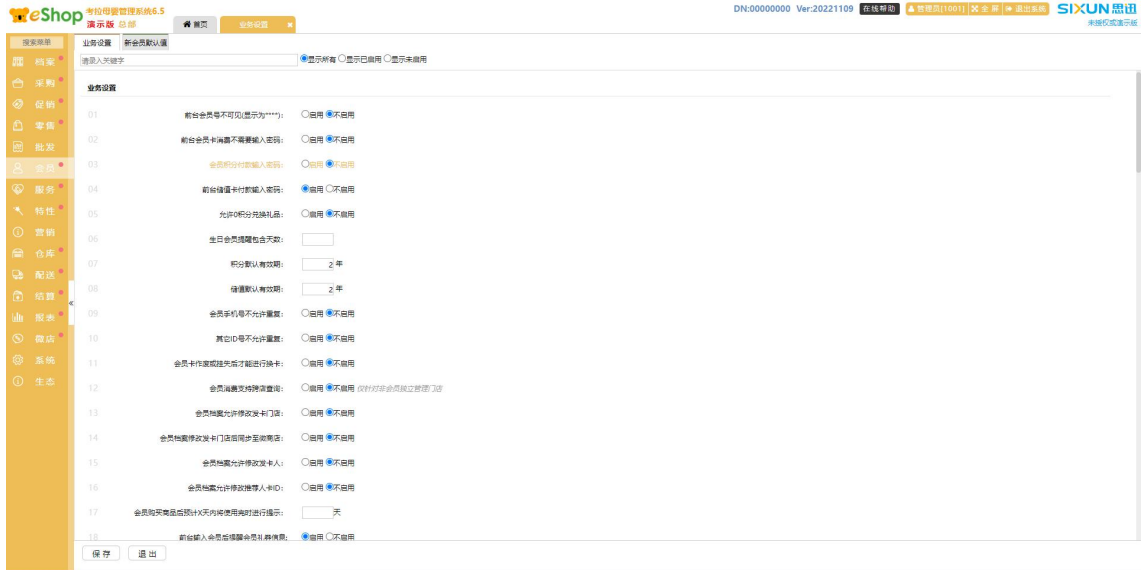 eShop 考拉母婴管理系统6.5
演示版 总部
首页 业务设置 ×
DN:00000000 Ver:20221109 在线帮助 管理员[1001] 全 屏 退出系统
SIXUN思迅
未授权或演示版
搜索菜单
档案
采购
促销
零售
批发
会员
服务
特性
营销
仓库
配送
结算
报表
微店
系统
生态
业务设置 新会员默认值
请录入关键字 显示所有 显示已启用 显示未启用
业务设置
01 前台会员号不可见(显示为****): 启用 不启用
02 前台会员卡消费不需要输入密码: 启用 不启用
03 会员积分付款输入密码: 启用 不启用
04 前台储值卡付款输入密码: 启用 不启用
05 允许0积分兑换礼品: 启用 不启用
06 生日会员提醒包含天数:
07 积分默认有效期: 2 年
08 储值默认有效期: 2 年
09 会员手机号不允许重复: 启用 不启用
10 其它ID号不允许重复: 启用 不启用
11 会员卡作废或挂失后才能进行换卡: 启用 不启用
12 会员消费支持跨店查询: 启用 不启用 仅针对非会员独立管理门店
13 会员档案允许修改发卡门店: 启用 不启用
14 会员档案修改发卡门店后同步至微商店: 启用 不启用
15 会员档案允许修改发卡人: 启用 不启用
16 会员档案允许修改推荐人卡ID: 启用 不启用
17 会员购买商品后预计X天内将使用完时进行提示: 天
18 前台输入会员后提醒会员礼券信息: 启用 不启用
保 存 退 出